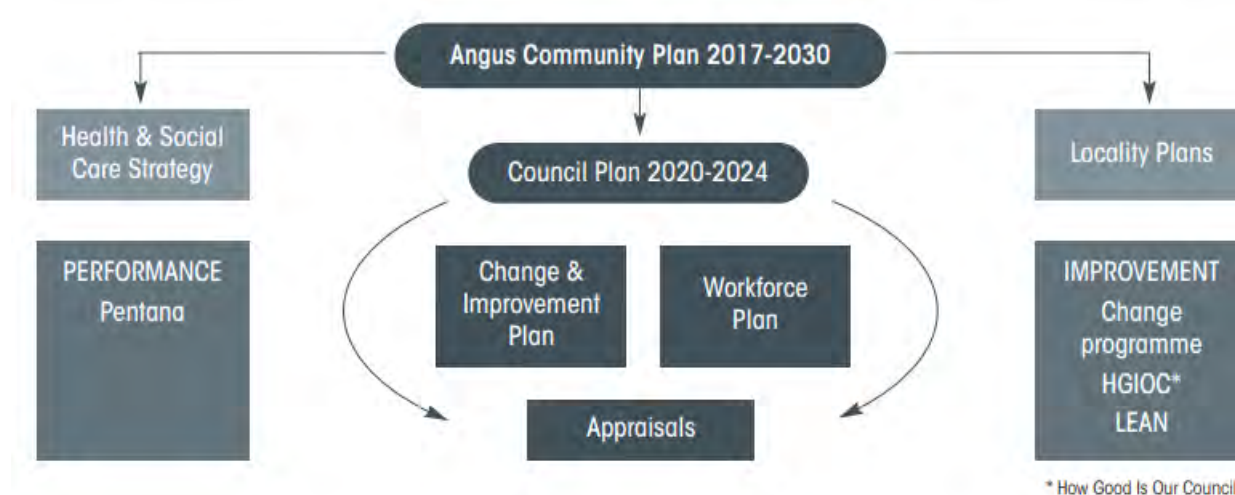 Angus Community Plan 2017-2030
Health & Social
Care Strategy
Council Plan 2020-2024
Locality Plans
PERFORMANCE
Pentana
Change &
Improvement
Plan
Workforce
Plan
IMPROVEMENT
Change
programme
HGIOC*
LEAN
Appraisals
* How Good Is Our Council